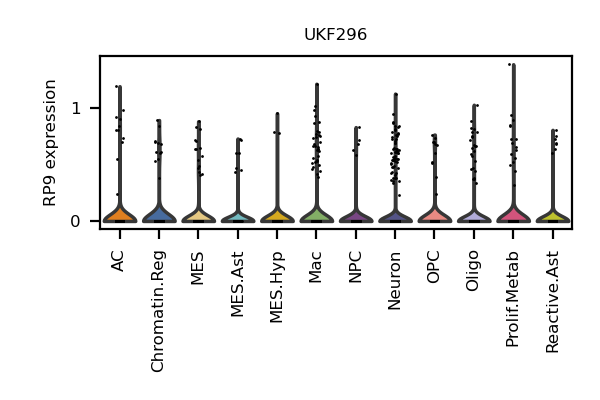 UKF296
RP9 expression
1
0
AC
Chromatin.Reg
MES
MES.Ast
MES.Hyp
Mac
NPC
Neuron
OPC
Oligo
Prolif.Metab
Reactive.Ast